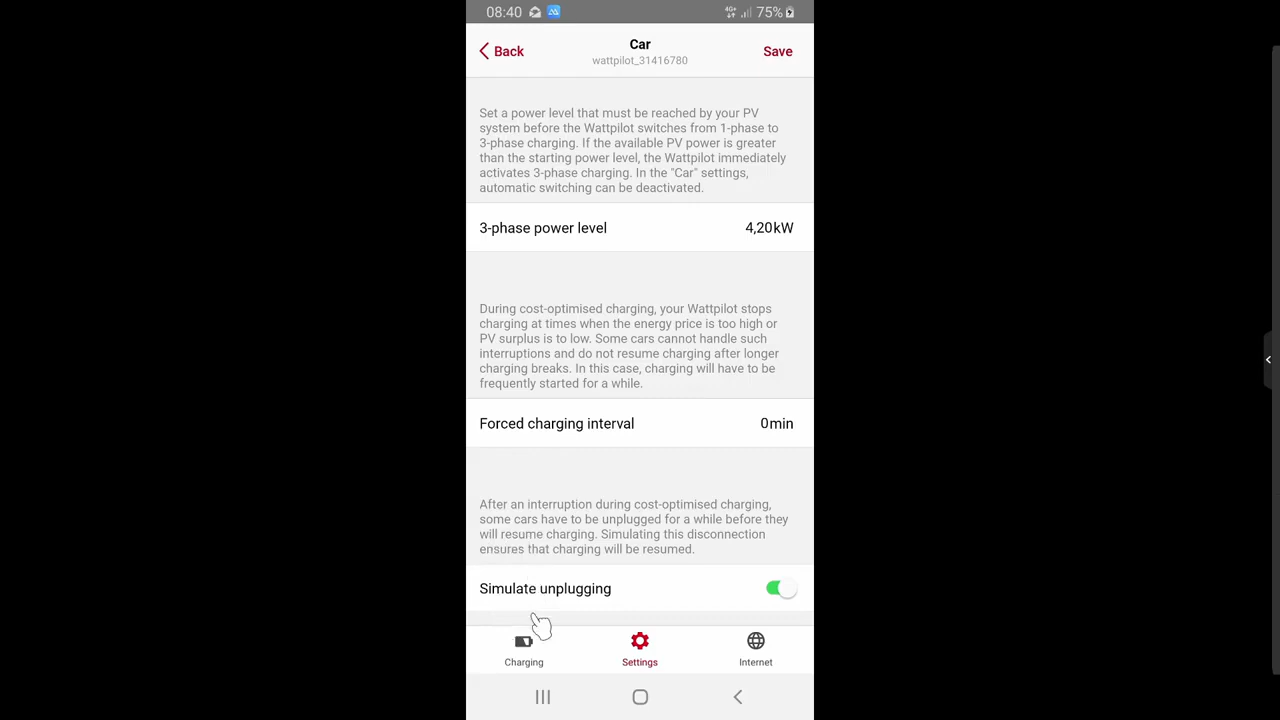 08:40
4G+ 75%
Back
Car
Save
wattpilot_31416780
Set a power level that must be reached by your PV
system before the Wattpilot switches from 1-phase to
3-phase charging. If the available PV power is greater
than the starting power level, the Wattpilot immediately
activates 3-phase charging. In the "Car" settings,
automatic switching can be deactivated.
3-phase power level 4,20kW
During cost-optimised charging, your Wattpilot stops
charging at times when the energy price is too high or
PV surplus is to low. Some cars cannot handle such
interruptions and do not resume charging after longer
charging breaks. In this case, charging will have to be
frequently started for a while.
Forced charging interval 0min
After an interruption during cost-optimised charging,
some cars have to be unplugged for a while before they
will resume charging. Simulating this disconnection
ensures that charging will be resumed.
Simulate unplugging
Charging Settings Internet